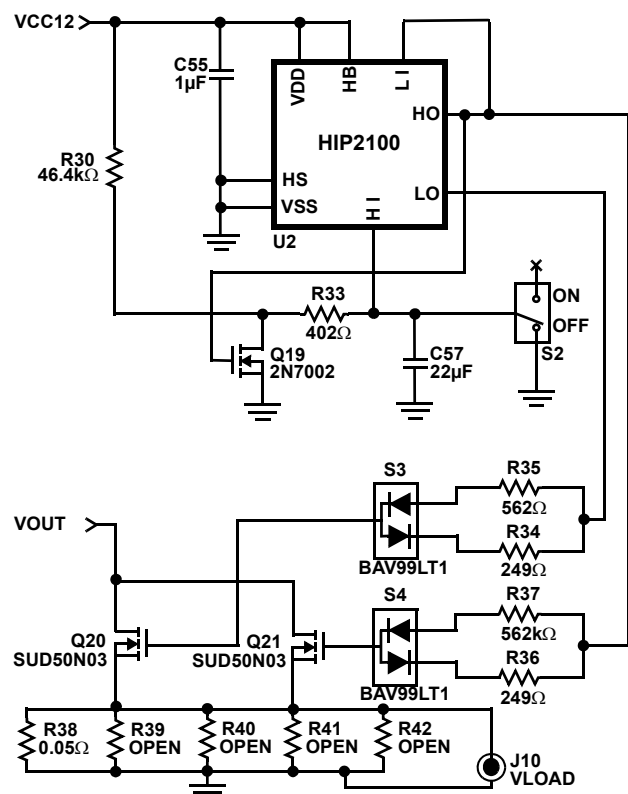 VCC12
C55
1µF
VDD
HB
LI
HO
HIP2100
R30
46.4kΩ
HS
LO
VSS
HI
U2
R33
402Ω
ON
OFF
S2
Q19
2N7002
C57
22µF
S3
R35
562Ω
VOUT
R34
249Ω
BAV99LT1
S4
R37
562kΩ
Q20
SUD50N03
Q21
SUD50N03
R36
249Ω
BAV99LT1
R38
0.05Ω
R39
OPEN
R40
OPEN
R41
OPEN
R42
OPEN
J10
VLOAD